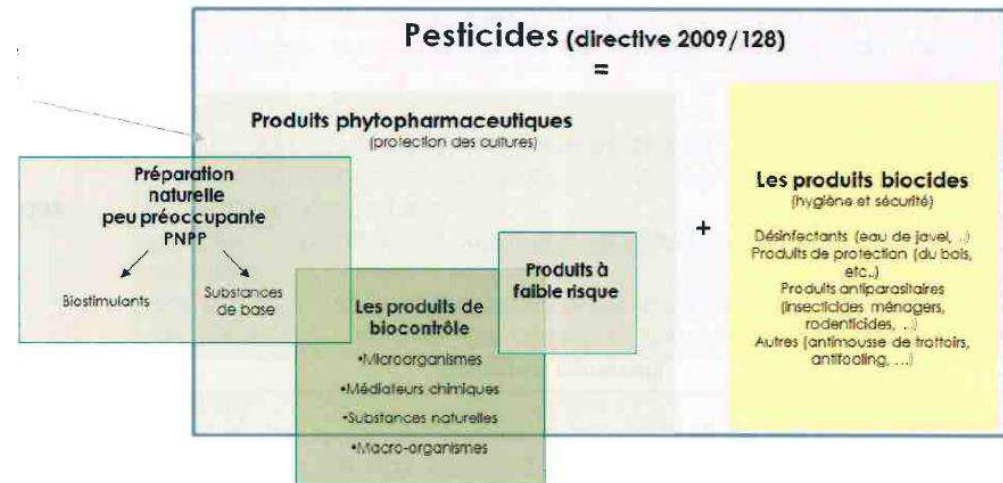 Pesticides (directive 2009/128)
=
Produits phytopharmaceutiques
(protection des cultures)
Préparation
naturelle
peu préoccupante
PNPP
Biostimulants
Substances
de base
Les produits de
biocontrôle
•Microorganismes
•Médiateurs chimiques
•Substances naturelles
•Macro-organismes
Produits à
faible risque
+
Les produits biocides
(hygiène et sécurité)
Désinfectants (eau de javel, ..)
Produits de protection (du bois,
etc..)
Produits antiparasitaires
(insecticides ménagers,
rodenticides, ...)
Autres (antimousse de trottoirs,
antifooling, ...)